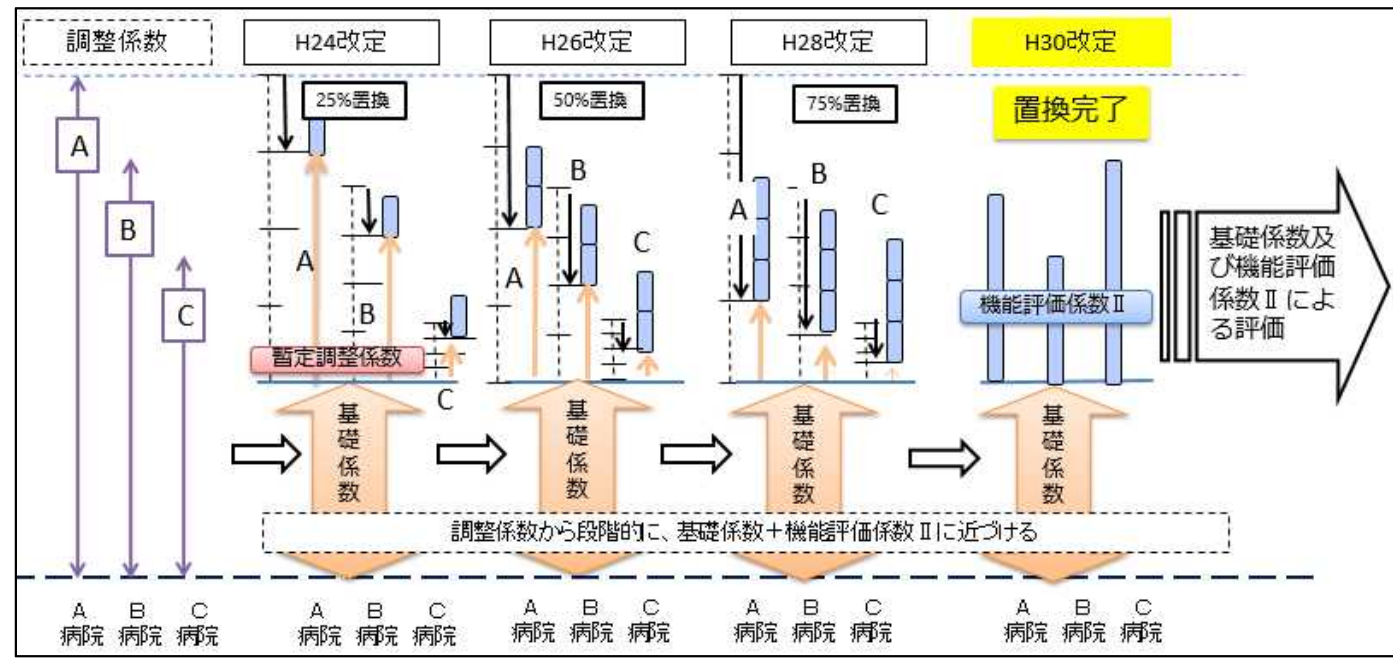 調整係数
H24改定
H26改定
H28改定
H30改定
25%置換
50%置換
75%置換
置換完了
A
B
C
A
B
C
暫定調整係数
A
B
C
A
B
C
機能評価係数Ⅱ
基礎係数及
び機能評価
係数Ⅱによ
る評価
基礎係数
基礎係数
基礎係数
基礎係数
調整係数から段階的に、基礎係数+機能評価係数Ⅱに近づける
A
病院
B
病院
C
病院
A
病院
B
病院
C
病院
A
病院
B
病院
C
病院
A
病院
B
病院
C
病院
A
病院
B
病院
C
病院